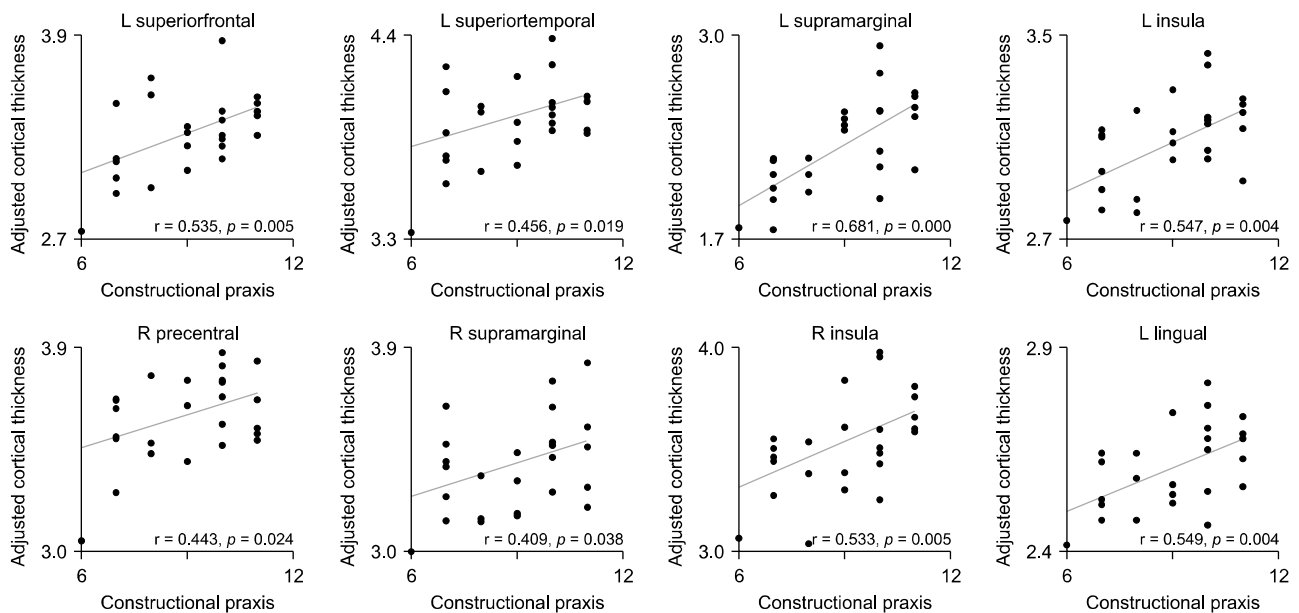 L superiorfrontal
Adjusted cortical thickness
3.9
2.7
r = 0.535, p = 0.005
6
12
Constructional praxis
L superiortemporal
Adjusted cortical thickness
4.4
3.3
r = 0.456, p = 0.019
6
12
Constructional praxis
L supramarginal
Adjusted cortical thickness
3.0
1.7
r = 0.681, p = 0.000
6
12
Constructional praxis
L insula
Adjusted cortical thickness
3.5
2.7
r = 0.547, p = 0.004
6
12
Constructional praxis
R precentral
Adjusted cortical thickness
3.9
3.0
r = 0.443, p = 0.024
6
12
Constructional praxis
R supramarginal
Adjusted cortical thickness
3.9
3.0
r = 0.409, p = 0.038
6
12
Constructional praxis
R insula
Adjusted cortical thickness
4.0
3.0
r = 0.533, p = 0.005
6
12
Constructional praxis
L lingual
Adjusted cortical thickness
2.9
2.4
r = 0.549, p = 0.004
6
12
Constructional praxis